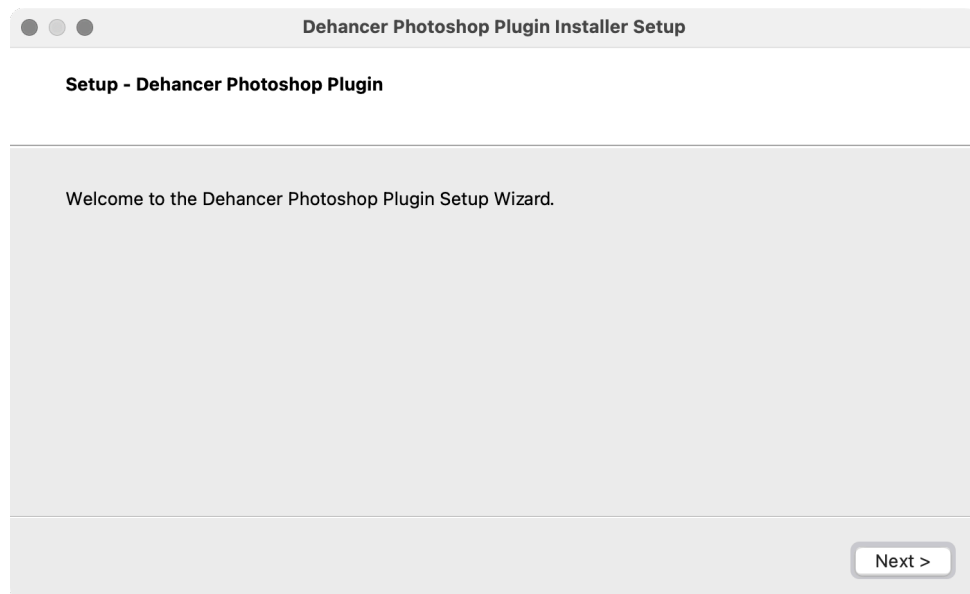 Dehancer Photoshop Plugin Installer Setup
Setup - Dehancer Photoshop Plugin
Welcome to the Dehancer Photoshop Plugin Setup Wizard.
Next >